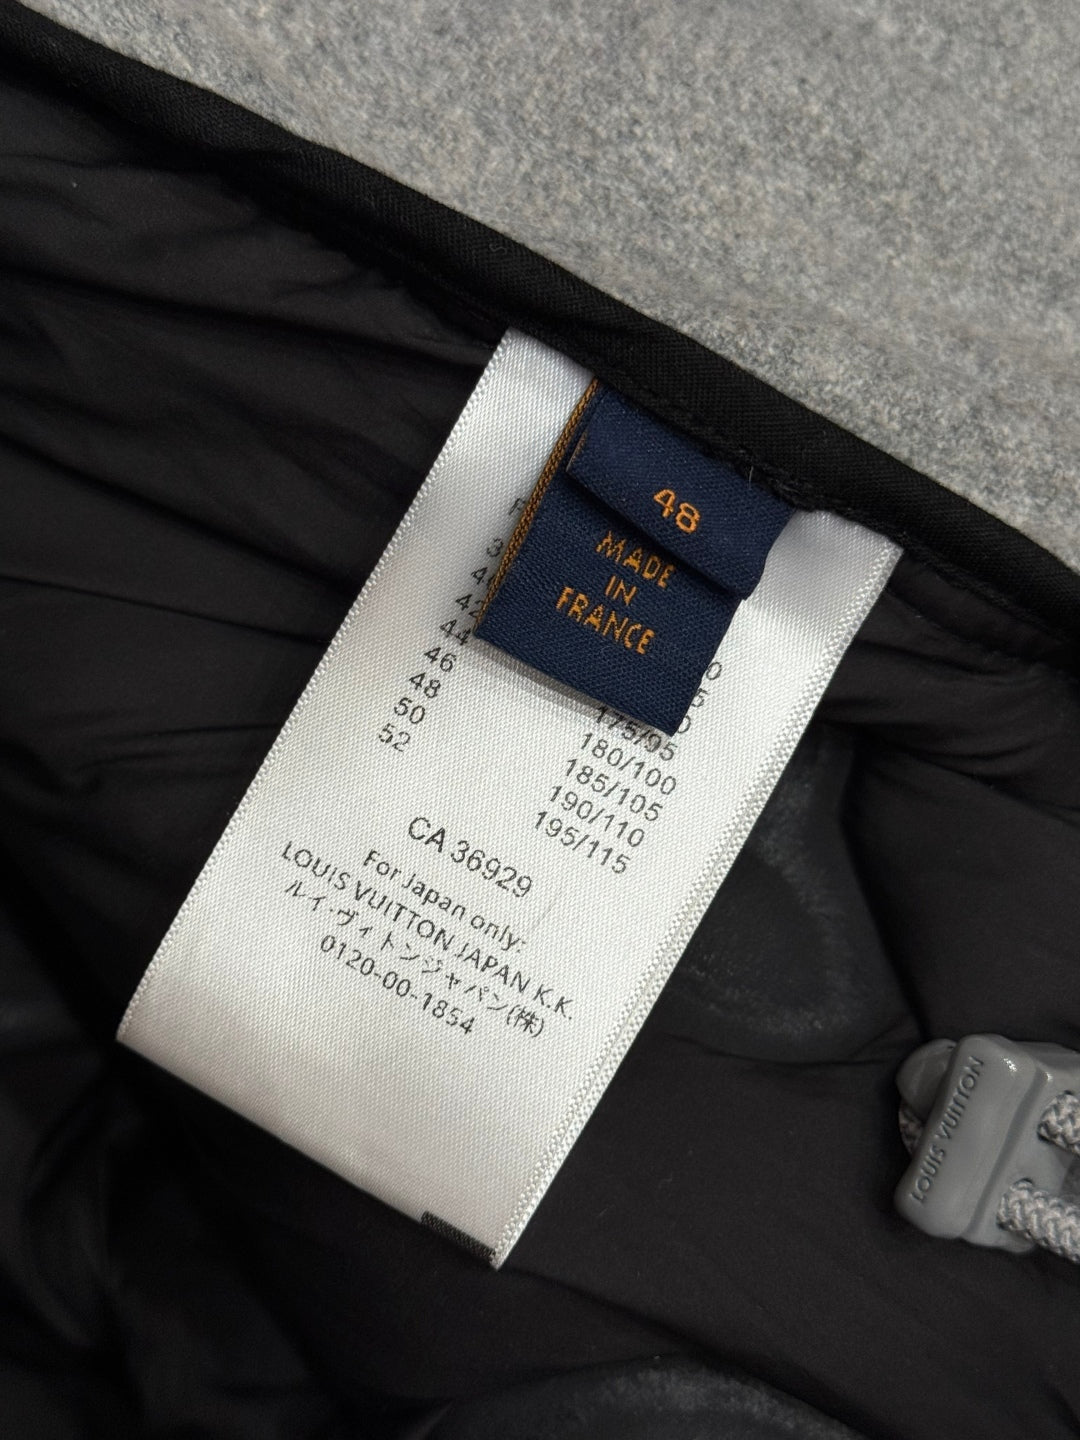 48
MADE
IN
FRANCE
44
46
48
50
52
175/95
180/100
185/105
190/110
195/115
CA 36929
For Japan only:
LOUIS VUITTON JAPAN K.K.
ルイ・ヴィトンジャパン(株)
0120-00-1854
LOUIS VUITTON